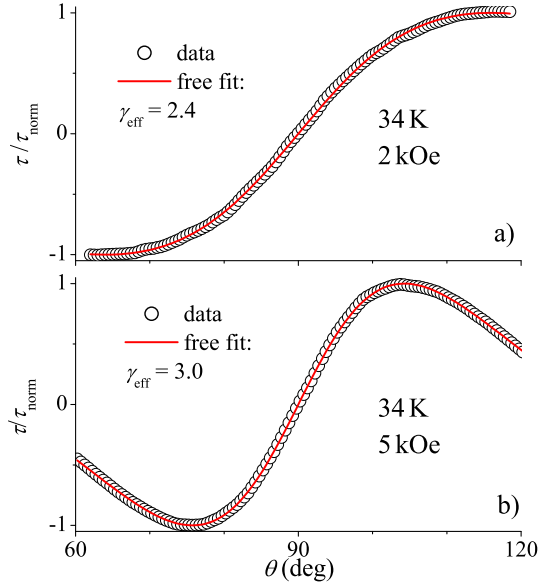 1
data
free fit:
γeff = 2.4
34 K
2 kOe
τ / τnorm
0
-1
a)
1
data
free fit:
γeff = 3.0
34 K
5 kOe
τ/τnorm
0
-1
b)
60
90
120
θ (deg)